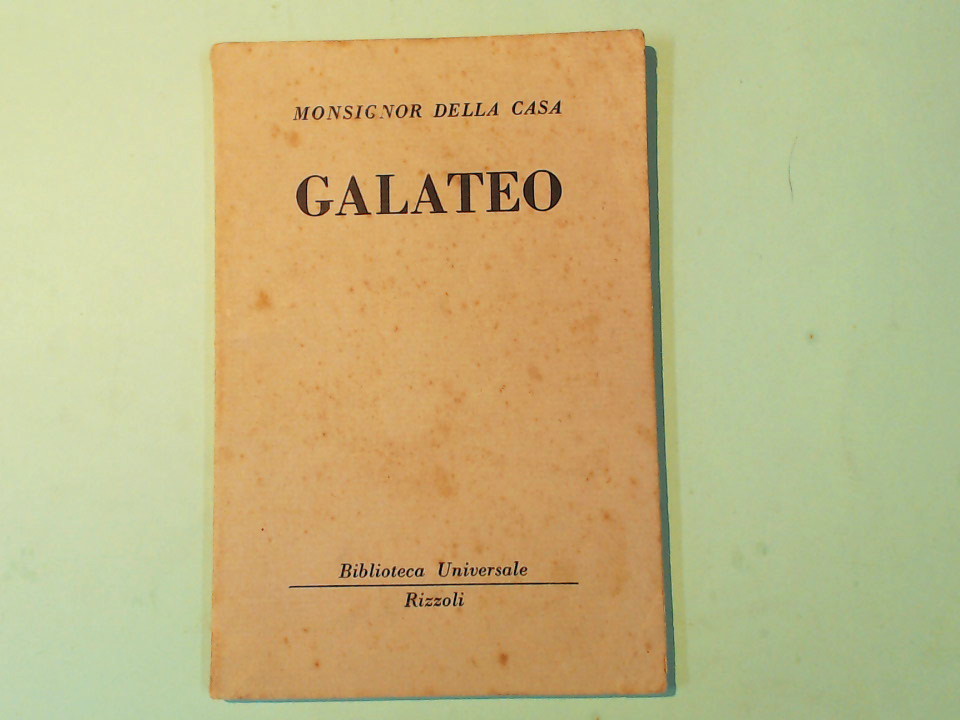 MONSIGNOR DELLA CASA
GALATEO
Biblioteca Universale
Rizzoli